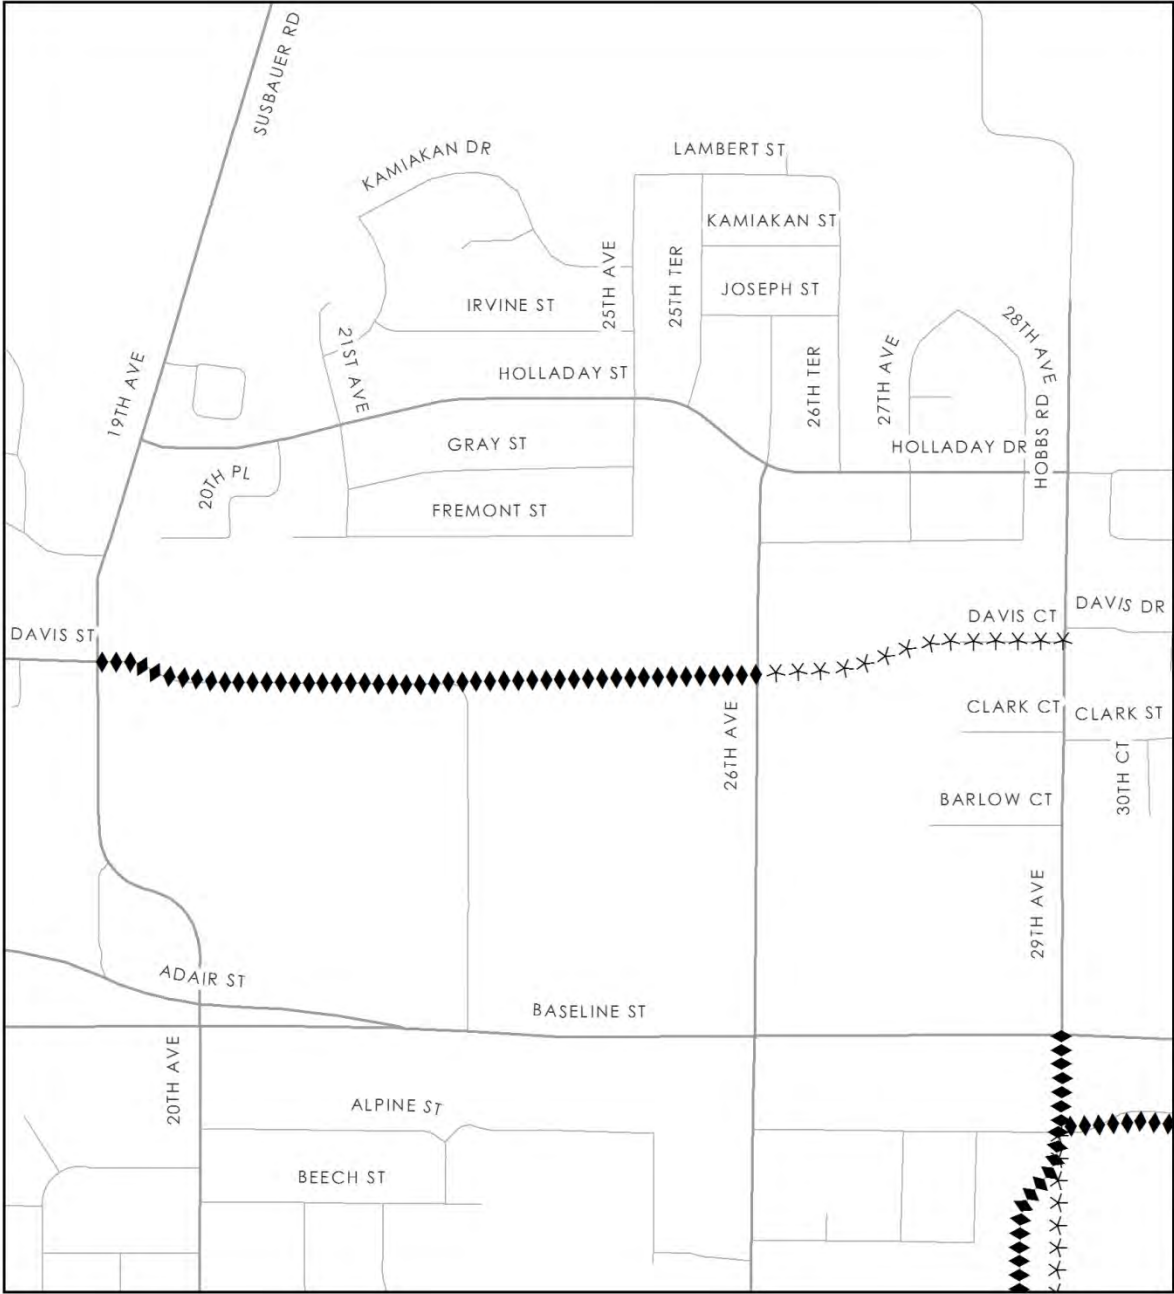 SUSBAUER RD
KAMIAKAN DR
LAMBERT ST
KAMIAKAN ST
25TH AVE
25TH TER
JOSEPH ST
IRVINE ST
28TH AVE
21ST AVE
19TH AVE
26TH TER
27TH AVE
HOLLADAY ST
HOBBS RD
GRAY ST
HOLLADAY DR
20TH PL
FREMONT ST
DAVIS CT
DAVIS DR
DAVIS ST
CLARK CT
CLARK ST
26TH AVE
30TH CT
BARLOW CT
29TH AVE
ADAIR ST
BASELINE ST
20TH AVE
ALPINE ST
BEECH ST